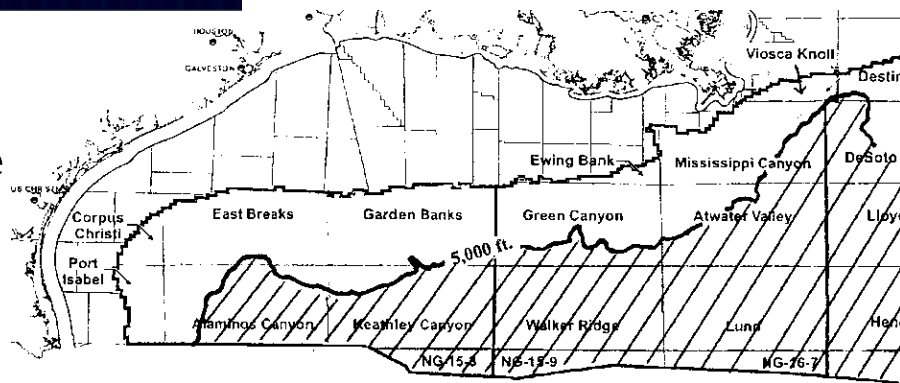 HOUSTON
GALVESTON
Viosca Knoll
Destin
Ewing Bank
Mississippi Canyon
DeSoto
Corpus
Christi
East Breaks
Garden Banks
Green Canyon
Atwater Valley
Lloyd
Port
Isabel
5,000 ft.
Alaminos Canyon
Keathley Canyon
Walker Ridge
Lund
Hend
NG-15-8
NG-15-9
NG-16-7